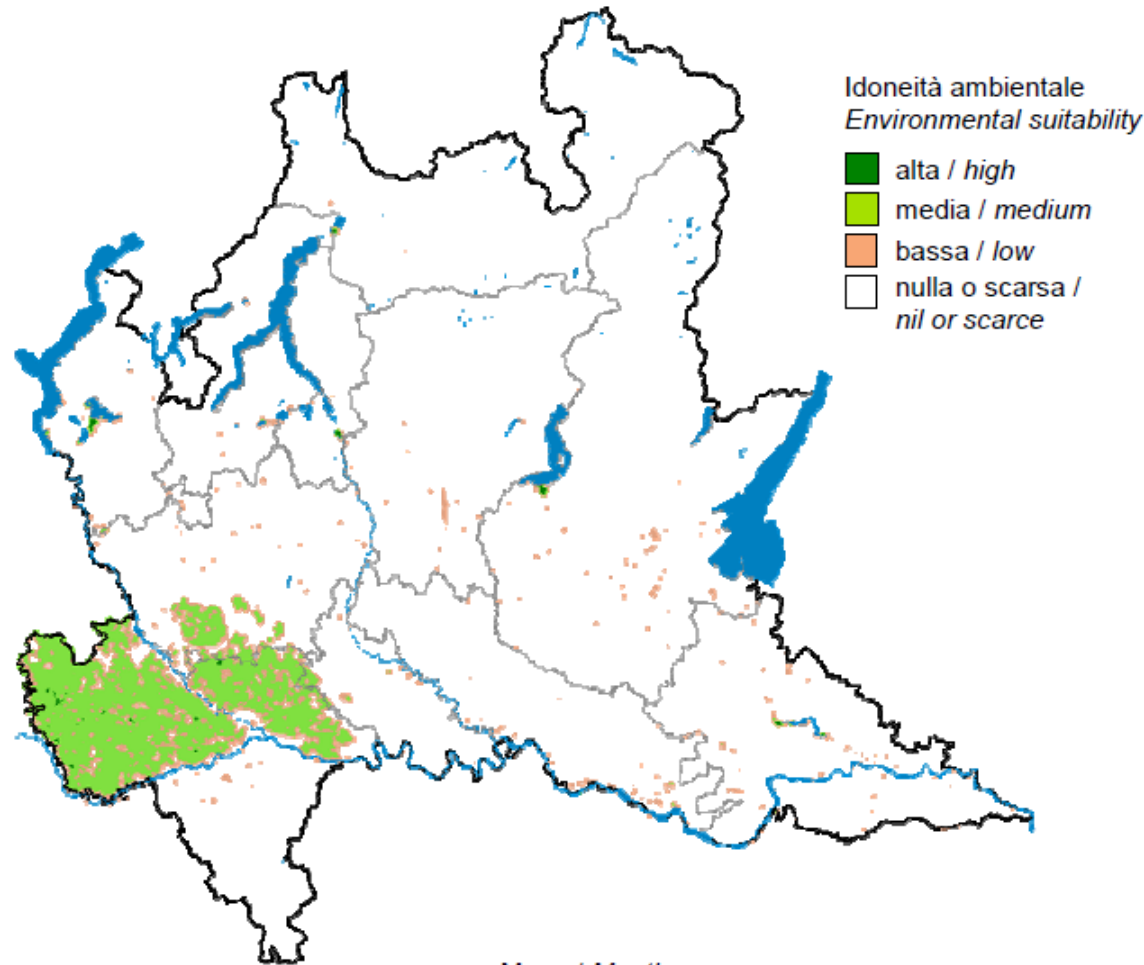 Idoneità ambientale
Environmental suitability
alta / high
media / medium
bassa / low
nulla o scarsa /
nil or scarce